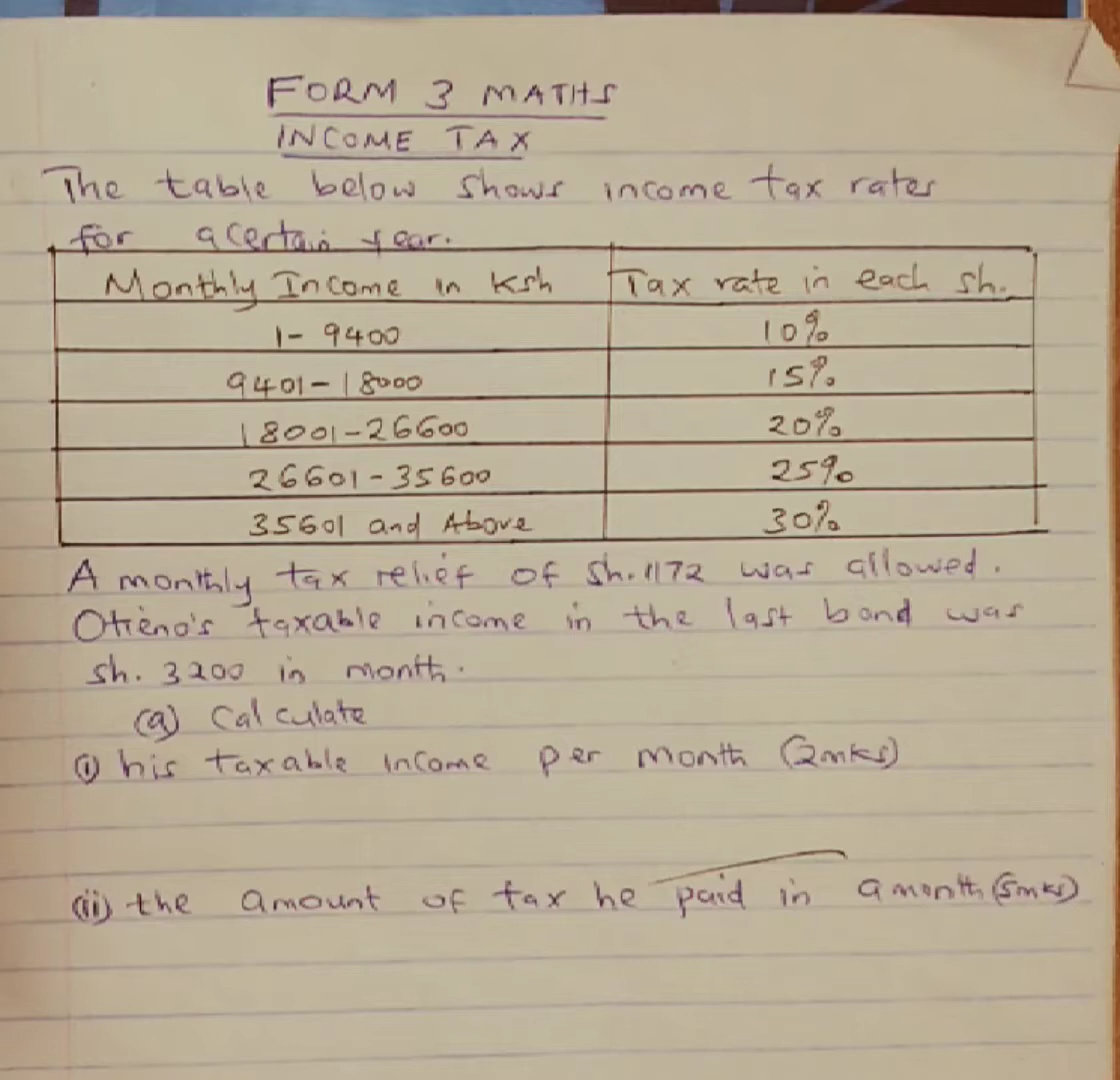 FORM 3 MATHS
INCOME TAX
The table below shows income tax rates
for a certain year.
Monthly Income in Ksh Tax rate in each sh.
1- 9400 10%
9401-18000 15%
18001-26600 20%
26601-35600 25%
35601 and Above 30%
A monthly tax relief of sh.1172 was allowed.
Otieno's taxable income in the last band was
sh. 3200 in month.
(a) Calculate
(i) his taxable income per month (2mks)
(ii) the amount of tax he paid in a month (5mks)